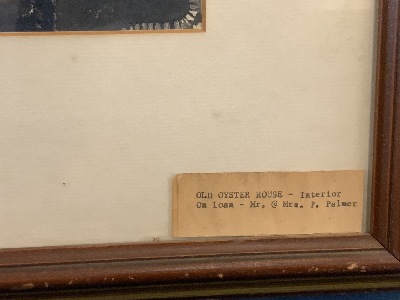 OLD OYSTER HOUSE - Interior
On loan - Mr. @ Mrs. P. Palmer